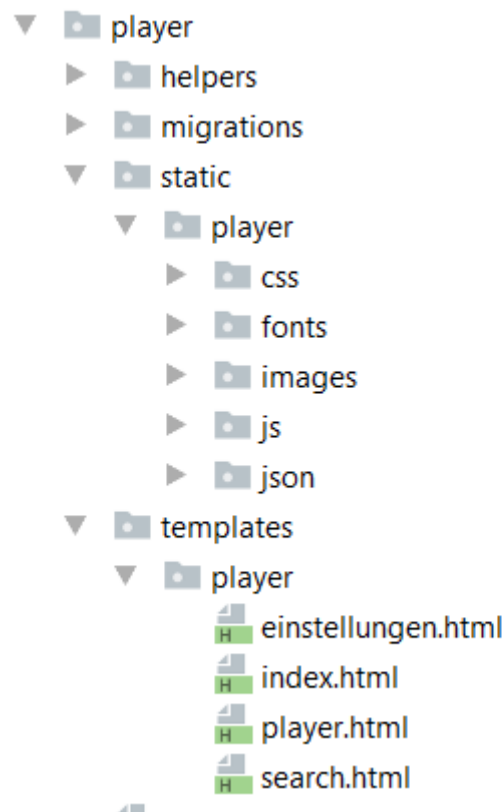 player
helpers
migrations
static
player
css
fonts
images
js
json
templates
player
H einstellungen.html
H index.html
H player.html
H search.html